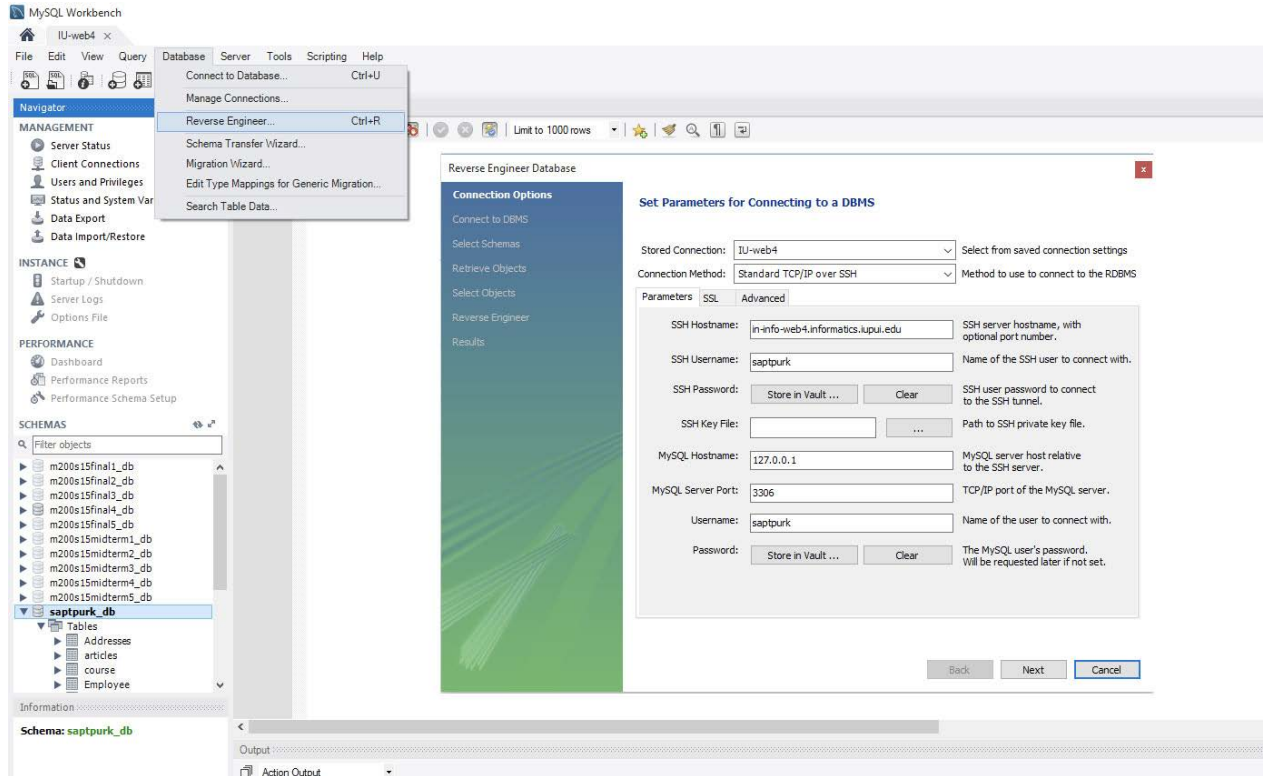 MySQL Workbench
IU-web4 ×
File Edit View Query Database Server Tools Scripting Help
Connect to Database... Ctrl+U
Manage Connections...
Reverse Engineer... Ctrl+R
Schema Transfer Wizard...
Migration Wizard...
Edit Type Mappings for Generic Migration...
Search Table Data...
Limit to 1000 rows
Navigator
MANAGEMENT
Server Status
Client Connections
Users and Privileges
Status and System Var
Data Export
Data Import/Restore
INSTANCE
Startup / Shutdown
Server Logs
Options File
PERFORMANCE
Dashboard
Performance Reports
Performance Schema Setup
SCHEMAS
Filter objects
m200s15final1_db
m200s15final2_db
m200s15final3_db
m200s15final4_db
m200s15final5_db
m200s15midterm1_db
m200s15midterm2_db
m200s15midterm3_db
m200s15midterm4_db
m200s15midterm5_db
saptpurk_db
Tables
Addresses
articles
course
Employee
Information
Schema: saptpurk_db
Reverse Engineer Database
x
Connection Options
Connect to DBMS
Select Schemas
Retrieve Objects
Select Objects
Reverse Engineer
Results
Set Parameters for Connecting to a DBMS
Stored Connection: IU-web4 Select from saved connection settings
Connection Method: Standard TCP/IP over SSH Method to use to connect to the RDBMS
Parameters SSL Advanced
SSH Hostname: in-info-web4.informatics.iupui.edu SSH server hostname, with
optional port number.
SSH Username: saptpurk Name of the SSH user to connect with.
SSH Password: Store in Vault ... Clear SSH user password to connect
to the SSH tunnel.
SSH Key File: ... Path to SSH private key file.
MySQL Hostname: 127.0.0.1 MySQL server host relative
to the SSH server.
MySQL Server Port: 3306 TCP/IP port of the MySQL server.
Username: saptpurk Name of the user to connect with.
Password: Store in Vault ... Clear The MySQL user's password.
Will be requested later if not set.
Back Next Cancel
Output
Action Output